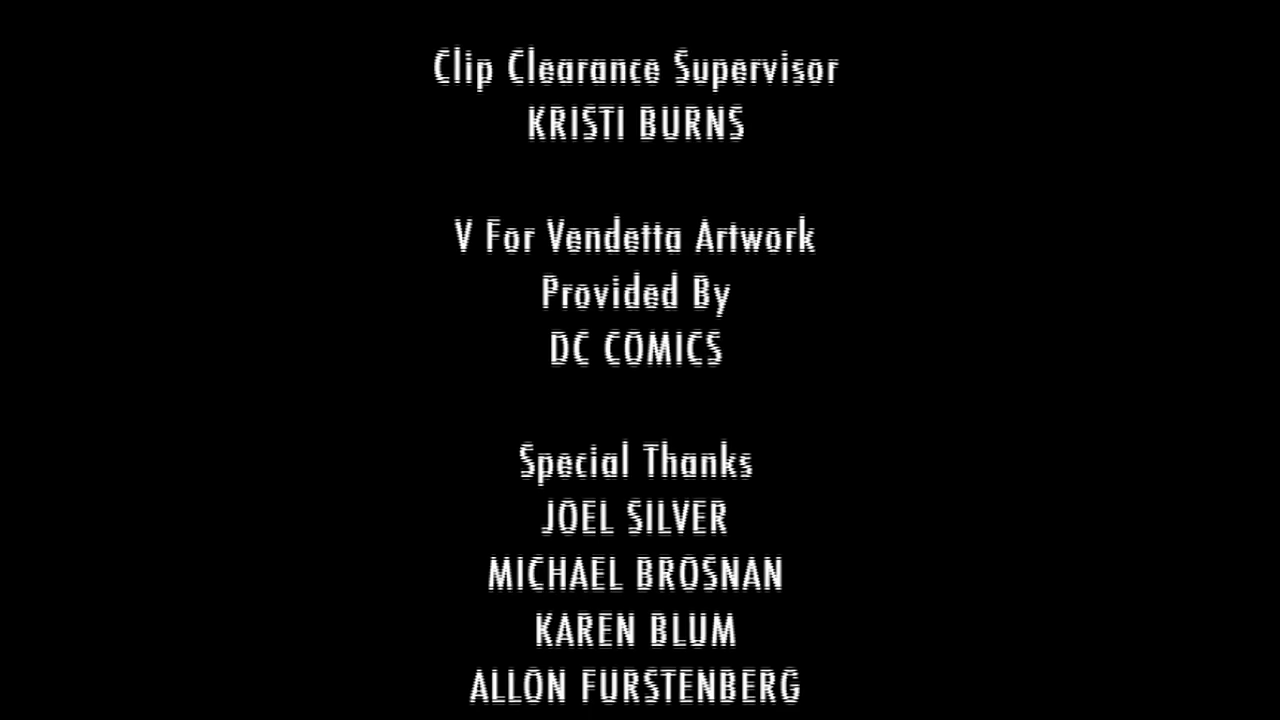 Clip Clearance Supervisor
KRISTI BURNS
V For Vendetta Artwork
Provided By
DC COMICS
Special Thanks
JOEL SILVER
MICHAEL BROSNAN
KAREN BLUM
ALLON FURSTENBERG